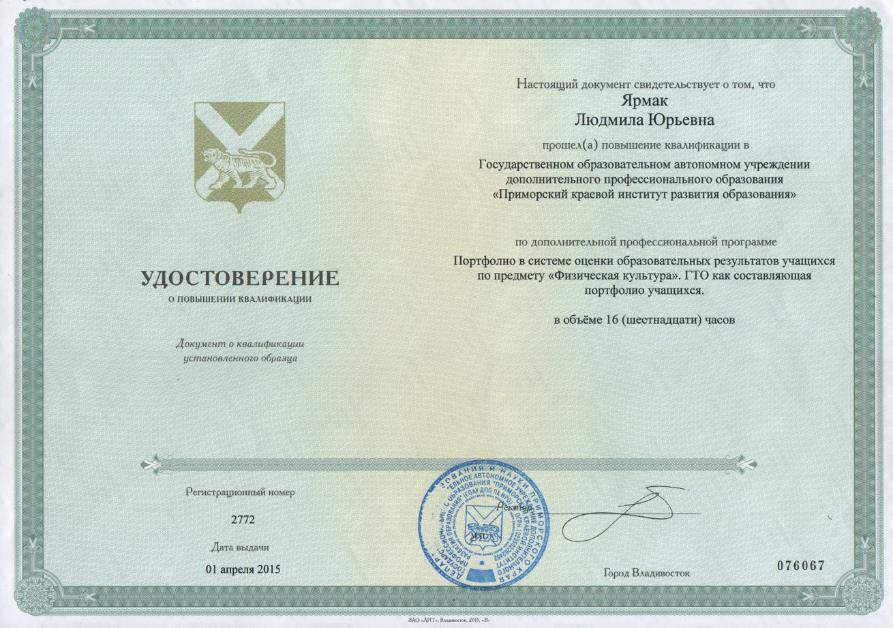 УДОСТОВЕРЕНИЕ
О ПОВЫШЕНИИ КВАЛИФИКАЦИИ
Документ о квалификации
установленного образца
Регистрационный номер
2772
Дата выдачи
01 апреля 2015
Настоящий документ свидетельствует о том, что
Ярмак
Людмила Юрьевна
прошел(а) повышение квалификации в
Государственном образовательном автономном учреждении
дополнительного профессионального образования
«Приморский краевой институт развития образования»
по дополнительной профессиональной программе
Портфолио в системе оценки образовательных результатов учащихся
по предмету «Физическая культура». ГТО как составляющая
портфолио учащихся.
в объёме 16 (шестнадцати) часов
Ректор
Город Владивосток
076067
ЗАО «ЛИТ», Владивосток, 2015, «В»